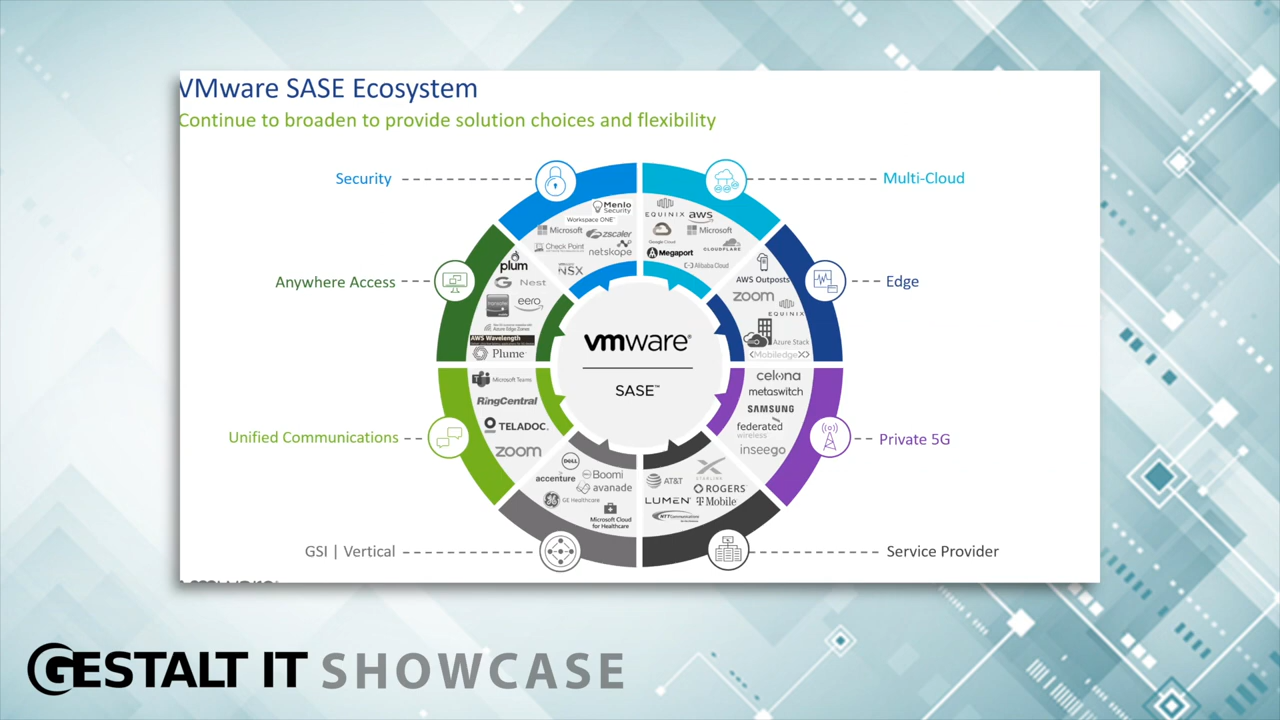 VMware SASE Ecosystem
Continue to broaden to provide solution choices and flexibility
Security
Multi-Cloud
Menlo
Security
Workspace ONE
Microsoft
zscaler
Check Point
netskope
NSX
EQUINIX
aws
Google Cloud
Microsoft
CLOUDFLARE
Megaport
Alibaba Cloud
Anywhere Access
Edge
plum
G Nest
eero
Azure Edge Zones
AWS Wavelength
Plume
AWS Outposts
zoom
EQUINIX
Azure Stack
<MobiledgeX>
vmware®
SASE™
Unified Communications
Private 5G
Microsoft Teams
RingCentral
TELADOC.
zoom
celona
metaswitch
SAMSUNG
federated
wireless
inseego
GSI | Vertical
Service Provider
DELL
accenture
Boomi
avanade
GE Healthcare
Microsoft Cloud
for Healthcare
STARLINK
AT&T
ROGERS
LUMEN®
T Mobile
NTT Communications
GESTALT IT SHOWCASE